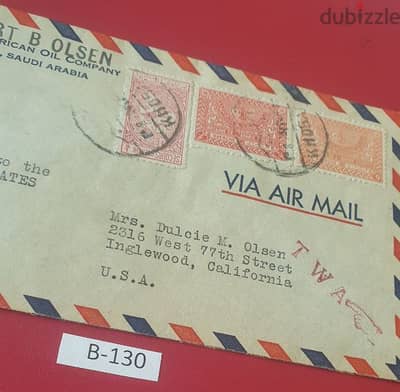 dubizzle
RT B OLSEN
RICAN OIL COMPANY
, SAUDI ARABIA
to the
ATES
VIA AIR MAIL
Mrs. Dulcie M. Olsen
2316 West 77th Street
Inglewood, California
U.S.A.
TWA
B-130